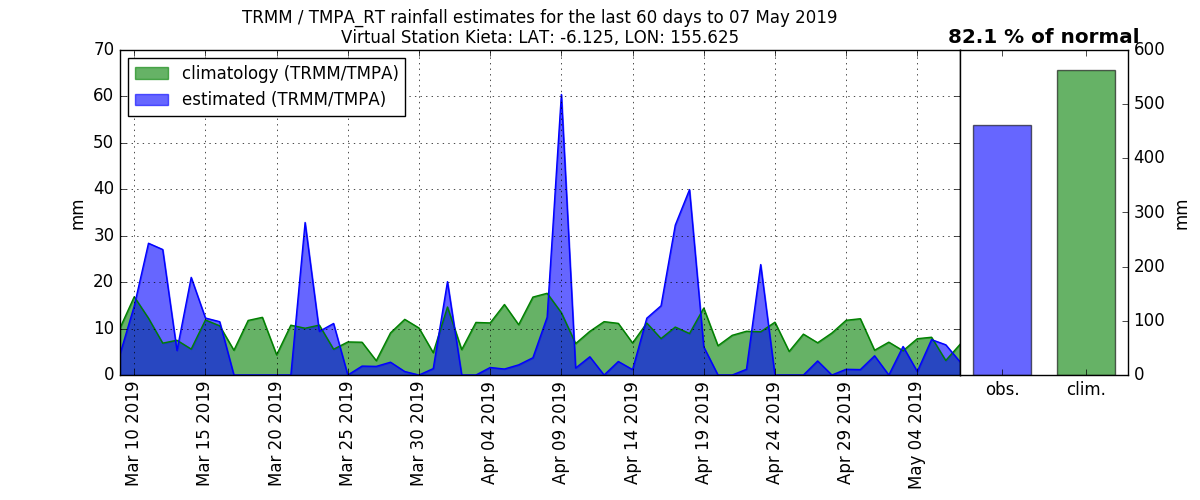 TRMM / TMPA_RT rainfall estimates for the last 60 days to 07 May 2019
Virtual Station Kieta: LAT: -6.125, LON: 155.625
82.1 % of normal
climatology (TRMM/TMPA)
estimated (TRMM/TMPA)
70
60
50
40
30
20
10
0
mm
Mar 10 2019
Mar 15 2019
Mar 20 2019
Mar 25 2019
Mar 30 2019
Apr 04 2019
Apr 09 2019
Apr 14 2019
Apr 19 2019
Apr 24 2019
Apr 29 2019
May 04 2019
obs.
clim.
600
500
400
300
200
100
0
mm